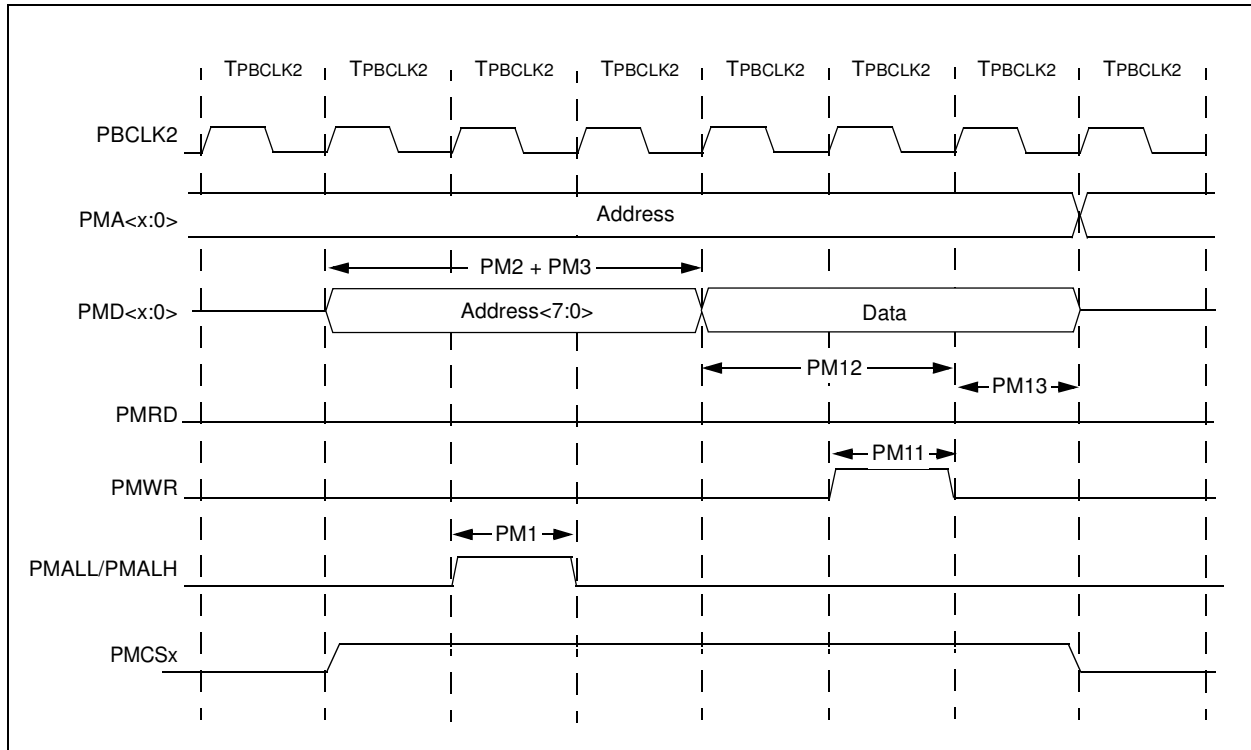 TPBCLK2 TPBCLK2 TPBCLK2 TPBCLK2 TPBCLK2 TPBCLK2 TPBCLK2 TPBCLK2
PBCLK2
PMA<x:0>
Address
PM2 + PM3
PMD<x:0>
Address<7:0>
Data
PM12
PM13
PMRD
PM11
PMWR
PM1
PMALL/PMALH
PMCSx